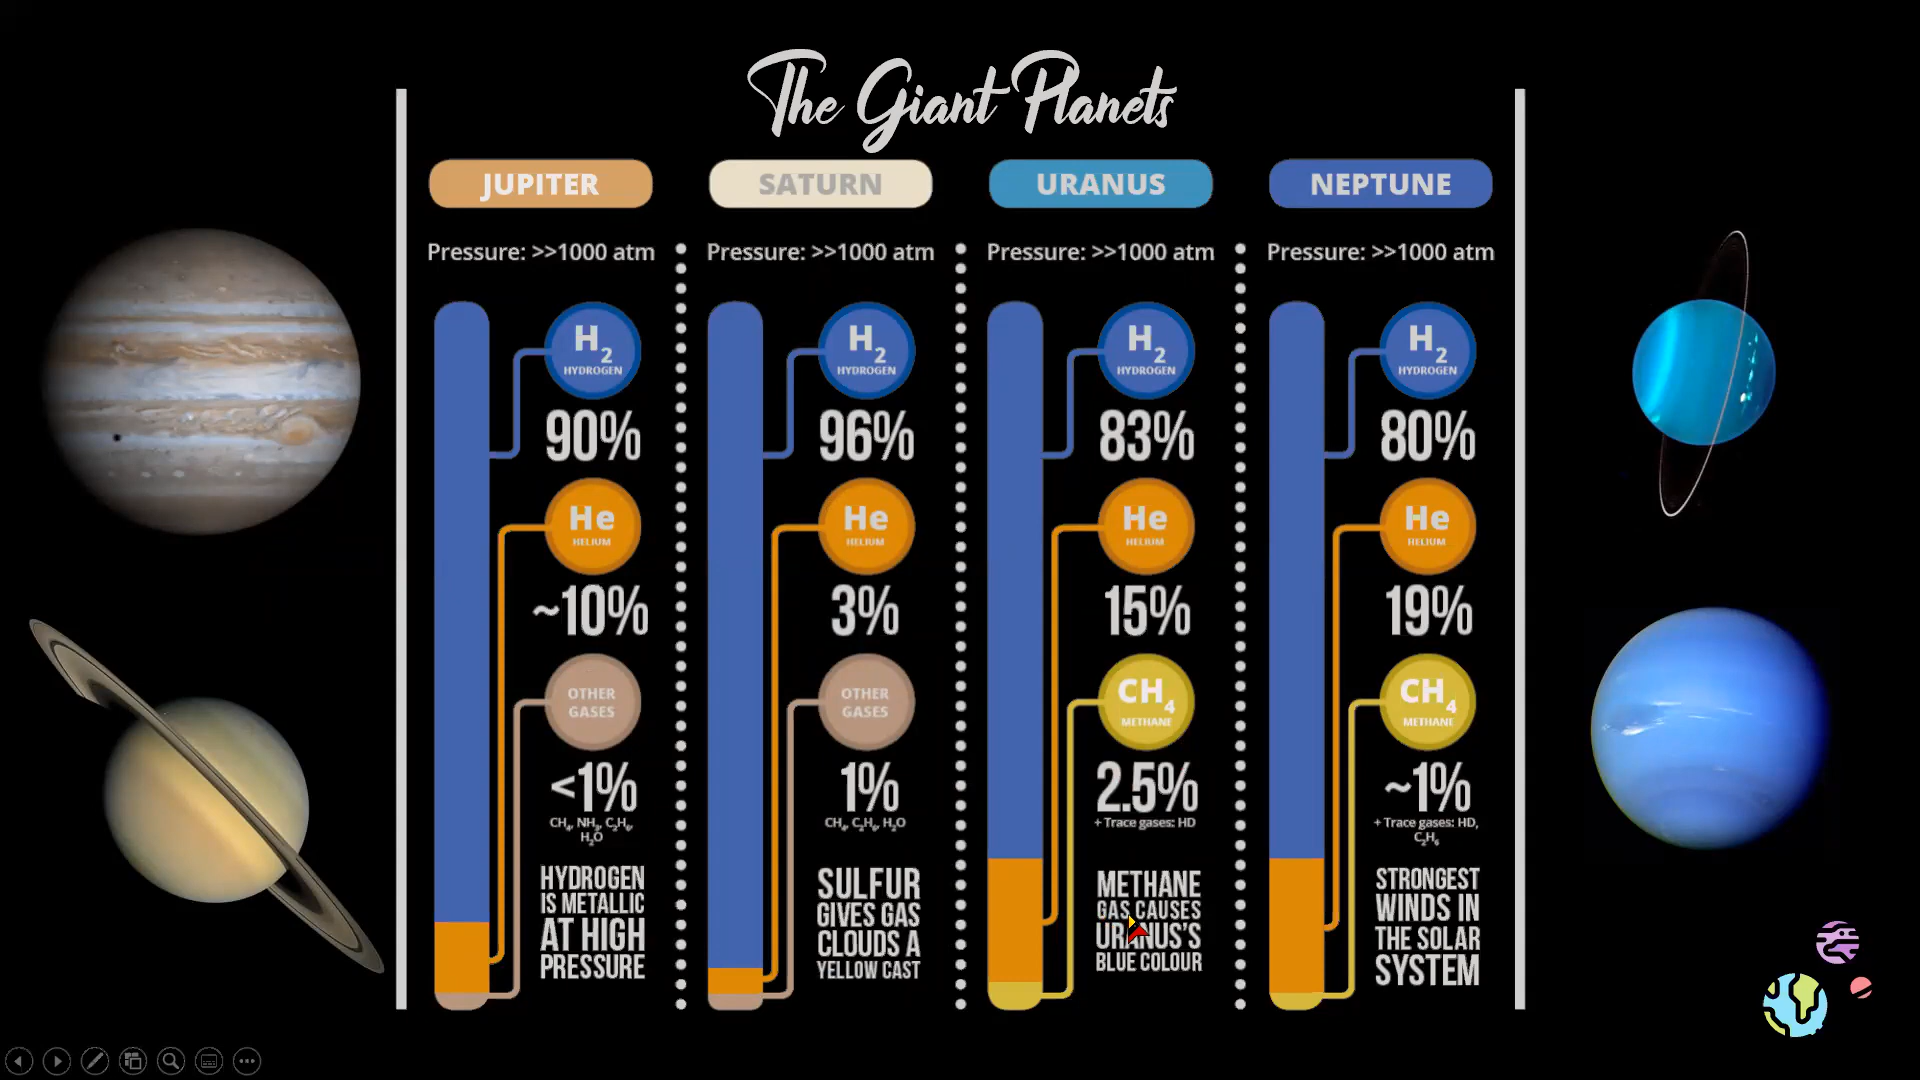 The Giant Planets
JUPITER
Pressure: >>1000 atm
H2
HYDROGEN
90%
He
HELIUM
~10%
OTHER
GASES
<1%
CH4, NH3, C2H6,
H2O
HYDROGEN
IS METALLIC
AT HIGH
PRESSURE
SATURN
Pressure: >>1000 atm
H2
HYDROGEN
96%
He
HELIUM
3%
OTHER
GASES
1%
CH4, C2H6, H2O
SULFUR
GIVES GAS
CLOUDS A
YELLOW CAST
URANUS
Pressure: >>1000 atm
H2
HYDROGEN
83%
He
HELIUM
15%
CH4
METHANE
2.5%
+ Trace gases: HD
METHANE
GAS CAUSES
URANUS'S
BLUE COLOUR
NEPTUNE
Pressure: >>1000 atm
H2
HYDROGEN
80%
He
HELIUM
19%
CH4
METHANE
~1%
+ Trace gases: HD,
C2H6
STRONGEST
WINDS IN
THE SOLAR
SYSTEM